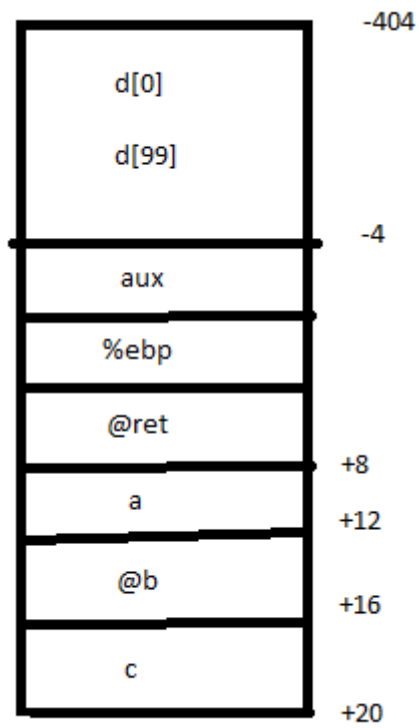 -404
d[0]
d[99]
-4
aux
%ebp
@ret
+8
a
+12
@b
+16
c
+20